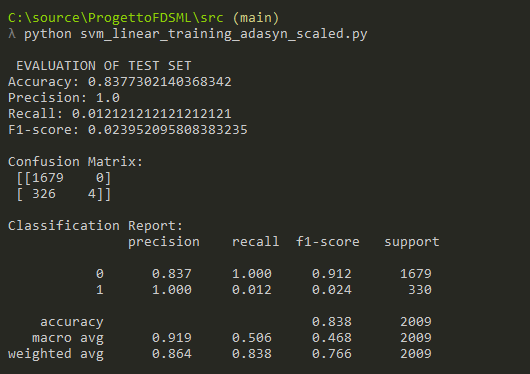 C:\source\ProgettoFDSML\src (main)
λ python svm_linear_training_adasyn_scaled.py
EVALUATION OF TEST SET
Accuracy: 0.8377302140368342
Precision: 1.0
Recall: 0.012121212121212121
F1-score: 0.023952095808383235
Confusion Matrix:
[[1679    0]
[ 326    4]]
Classification Report:
precision    recall  f1-score   support
0      0.837     1.000     0.912      1679
1      1.000     0.012     0.024       330
accuracy                          0.838      2009
macro avg      0.919     0.506     0.468      2009
weighted avg      0.864     0.838     0.766      2009